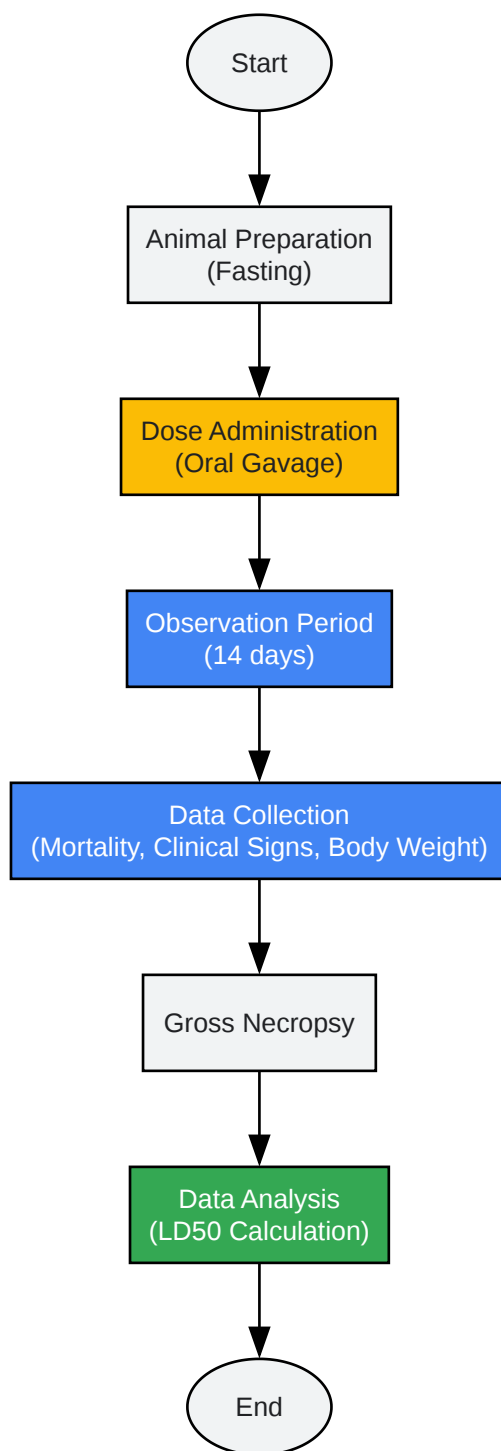 Start
Animal Preparation
(Fasting)
Dose Administration
(Oral Gavage)
Observation Period
(14 days)
Data Collection
(Mortality, Clinical Signs, Body Weight)
Gross Necropsy
Data Analysis
(LD50 Calculation)
End